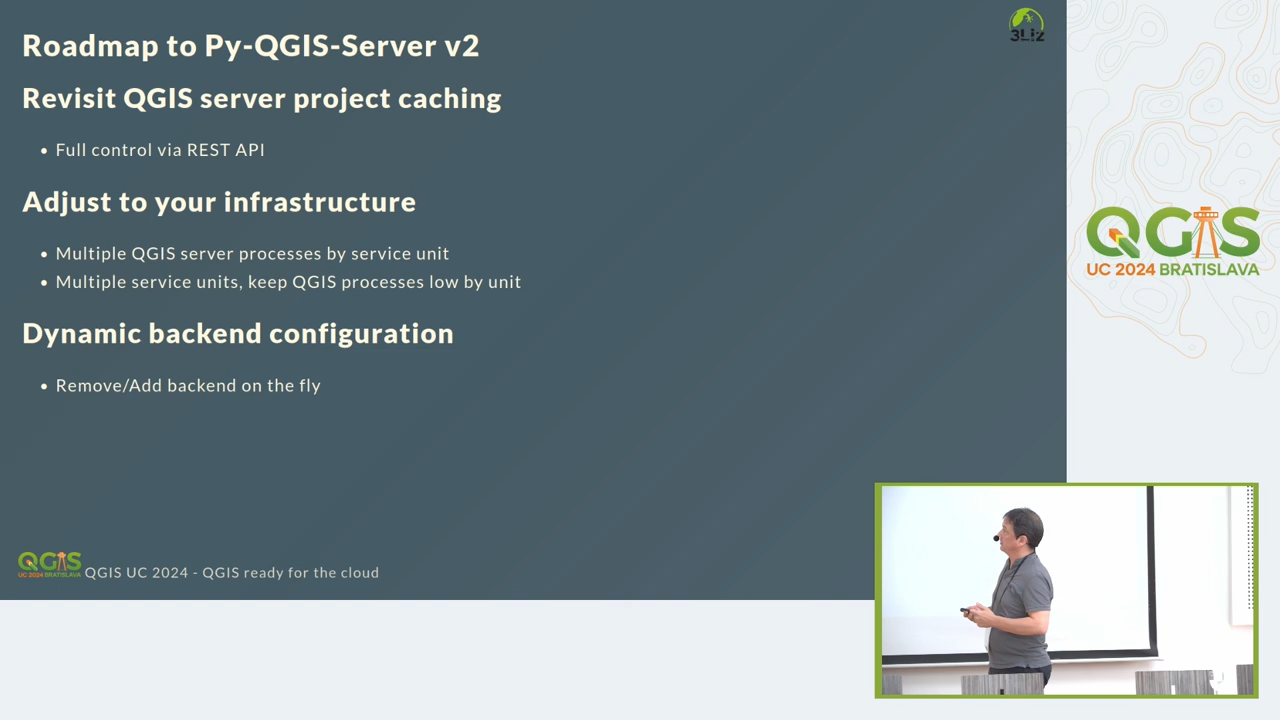 3Liz
Roadmap to Py-QGIS-Server v2
Revisit QGIS server project caching
• Full control via REST API
Adjust to your infrastructure
• Multiple QGIS server processes by service unit
• Multiple service units, keep QGIS processes low by unit
Dynamic backend configuration
• Remove/Add backend on the fly
QGIS
UC 2024 BRATISLAVA
QGIS UC 2024 - QGIS ready for the cloud
QGIS
UC 2024 BRATISLAVA